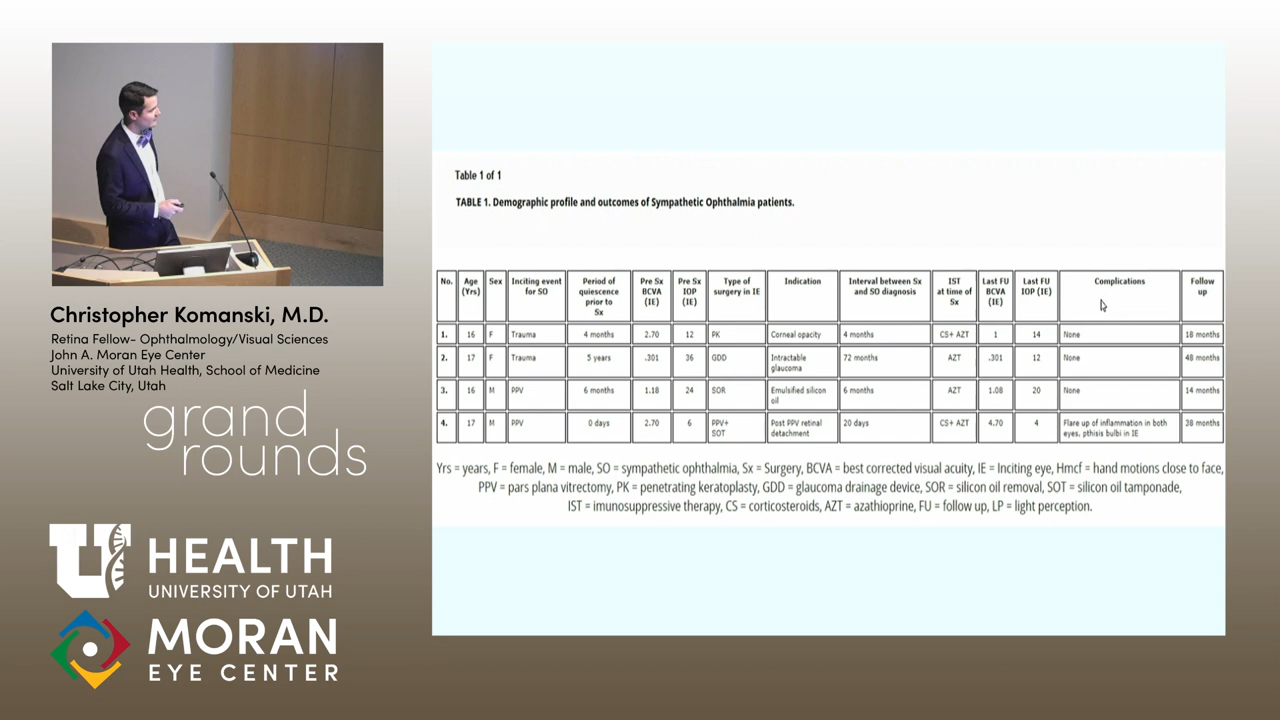 Christopher Komanski, M.D.
Retina Fellow- Ophthalmology/Visual Sciences
John A. Moran Eye Center
University of Utah Health, School of Medicine
Salt Lake City, Utah
grand
rounds
U
HEALTH
UNIVERSITY OF UTAH
MORAN
EYE CENTER
Table 1 of 1
TABLE 1. Demographic profile and outcomes of Sympathetic Ophthalmia patients.
No. Age (Yrs) Sex Inciting event for SO Period of quiescence prior to Sx Pre Sx BCVA (IE) Pre Sx IOP (IE) Type of surgery in IE Indication Interval between Sx and SO diagnosis IST at time of Sx Last FU BCVA (IE) Last FU IOP (IE) Complications Follow up
1. 16 F Trauma 4 months 2.70 12 PK Corneal opacity 4 months CS+ AZT 1 14 None 18 months
2. 17 F Trauma 5 years .301 36 GDD Intractable glaucoma 72 months AZT .301 12 None 48 months
3. 16 M PPV 6 months 1.18 24 SOR Emulsified silicon oil 6 months AZT 1.08 20 None 14 months
4. 17 M PPV 0 days 2.70 6 PPV+ SOT Post PPV retinal detachment 20 days CS+ AZT 4.70 4 Flare up of inflammation in both eyes, pthisis bulbi in IE 38 months
Yrs = years, F = female, M = male, SO = sympathetic ophthalmia, Sx = Surgery, BCVA = best corrected visual acuity, IE = Inciting eye, Hmcf = hand motions close to face,
PPV = pars plana vitrectomy, PK = penetrating keratoplasty, GDD = glaucoma drainage device, SOR = silicon oil removal, SOT = silicon oil tamponade,
IST = imunosuppressive therapy, CS = corticosteroids, AZT = azathioprine, FU = follow up, LP = light perception.